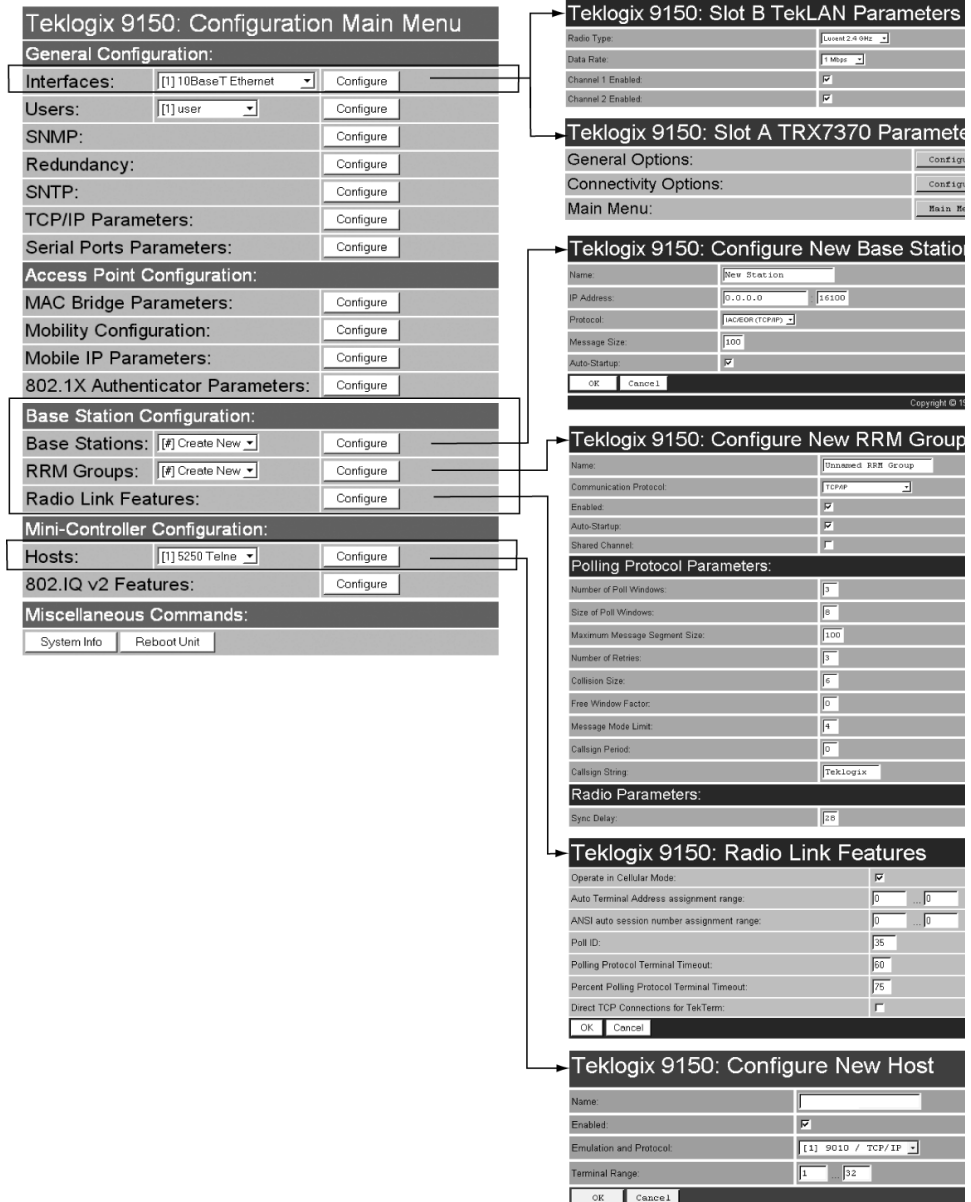 Teklogix 9150: Configuration Main Menu
General Configuration:
Interfaces: [1] 10BaseT Ethernet Configure
Users: [1] user Configure
SNMP: Configure
Redundancy: Configure
SNTP: Configure
TCP/IP Parameters: Configure
Serial Ports Parameters: Configure
Access Point Configuration:
MAC Bridge Parameters: Configure
Mobility Configuration: Configure
Mobile IP Parameters: Configure
802.1X Authenticator Parameters: Configure
Base Station Configuration:
Base Stations: [#] Create New Configure
RRM Groups: [#] Create New Configure
Radio Link Features: Configure
Mini-Controller Configuration:
Hosts: [1] 5250 Telne Configure
802.IQ v2 Features: Configure
Miscellaneous Commands:
System Info Reboot Unit
Teklogix 9150: Slot B TekLAN Parameters
Radio Type: Lucent 2.4 GHz
Data Rate: 1 Mbps
Channel 1 Enabled:
Channel 2 Enabled:
Teklogix 9150: Slot A TRX7370 Paramete
General Options: Configu
Connectivity Options: Configu
Main Menu: Main Me
Teklogix 9150: Configure New Base Station
Name: New Station
IP Address: 0.0.0.0 16100
Protocol: IAC/EOR (TCP/IP)
Message Size: 100
Auto-Startup:
OK Cancel
Copyright © 19
Teklogix 9150: Configure New RRM Group
Name: Unnamed RRM Group
Communication Protocol: TCP/IP
Enabled:
Auto-Startup:
Shared Channel:
Polling Protocol Parameters:
Number of Poll Windows: 3
Size of Poll Windows: 8
Maximum Message Segment Size: 100
Number of Retries: 3
Collision Size: 6
Free Window Factor: 0
Message Mode Limit: 4
Callsign Period: 0
Callsign String: Teklogix
Radio Parameters:
Sync Delay: 28
Teklogix 9150: Radio Link Features
Operate in Cellular Mode:
Auto Terminal Address assignment range: 0 ... 0
ANSI auto session number assignment range: 0 ... 0
Poll ID: 35
Polling Protocol Terminal Timeout: 60
Percent Polling Protocol Terminal Timeout: 75
Direct TCP Connections for TekTerm:
OK Cancel
Teklogix 9150: Configure New Host
Name:
Enabled:
Emulation and Protocol: [1] 9010 / TCP/IP
Terminal Range: 1 ... 32
OK Cancel